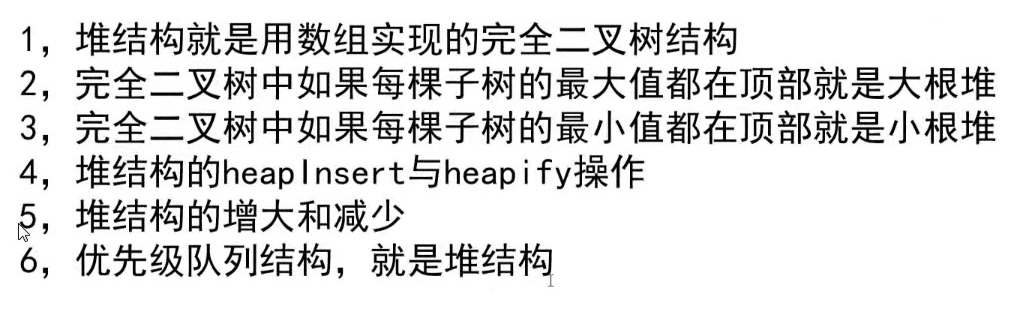 1，堆结构就是用数组实现的完全二叉树结构
2，完全二叉树中如果每棵子树的最大值都在顶部就是大根堆
3，完全二叉树中如果每棵子树的最小值都在顶部就是小根堆
4，堆结构的heapInsert与heapify操作
5，堆结构的增大和减少
6，优先级队列结构，就是堆结构